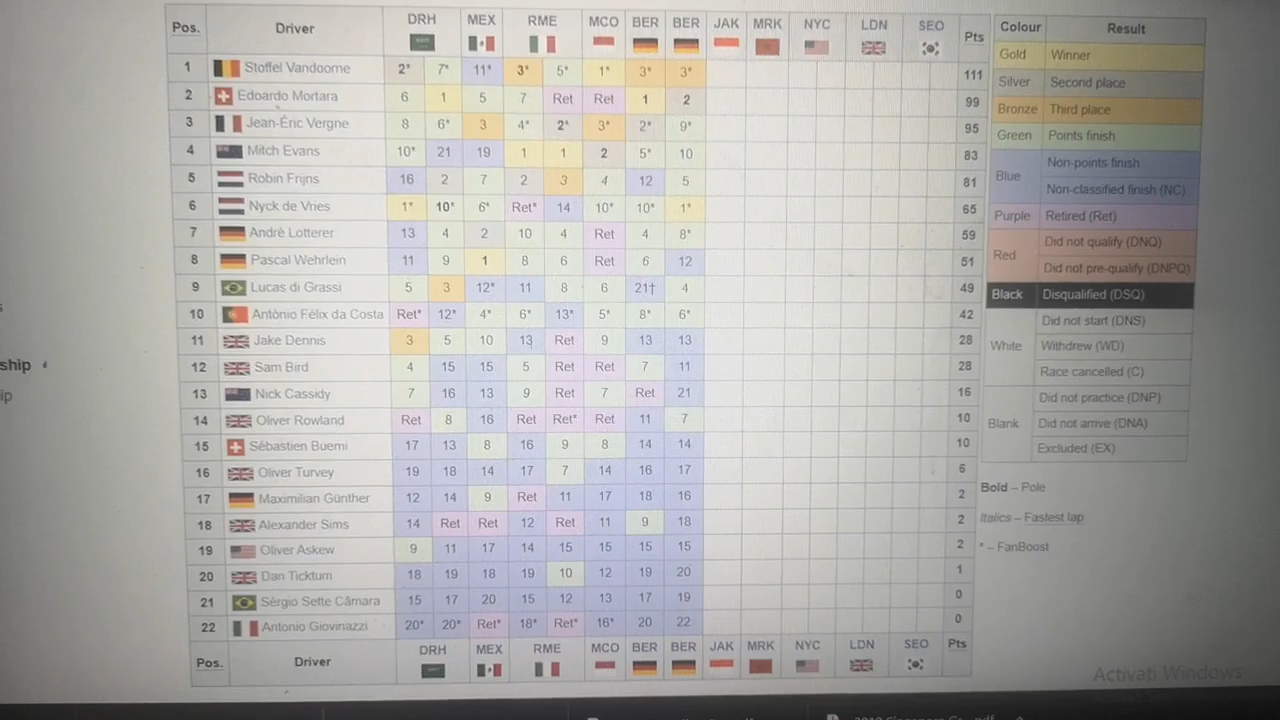 Pos. Driver DRH MEX RME MCO BER BER JAK MRK NYC LDN SEO Pts
1 Stoffel Vandoorne 2* 7* 11* 3* 5* 1* 3* 3* 111
2 Edoardo Mortara 6 1 5 7 Ret Ret 1 2 99
3 Jean-Éric Vergne 8 6* 3 4* 2* 3* 2* 9* 95
4 Mitch Evans 10* 21 19 1 1 2 5* 10 83
5 Robin Frijns 16 2 7 2 3 4 12 5 81
6 Nyck de Vries 1* 10* 6* Ret* 14 10* 10* 1* 65
7 André Lotterer 13 4 2 10 4 Ret 4 8* 59
8 Pascal Wehrlein 11 9 1 8 6 Ret 6 12 51
9 Lucas di Grassi 5 3 12* 11 8 6 21† 4 49
10 António Félix da Costa Ret* 12* 4* 6* 13* 5* 8* 6* 42
11 Jake Dennis 3 5 10 13 Ret 9 13 13 28
12 Sam Bird 4 15 15 5 Ret Ret 7 11 28
13 Nick Cassidy 7 16 13 9 Ret 7 Ret 21 16
14 Oliver Rowland Ret 8 16 Ret Ret* Ret 11 7 10
15 Sébastien Buemi 17 13 8 16 9 8 14 14 10
16 Oliver Turvey 19 18 14 17 7 14 16 17 6
17 Maximilian Günther 12 14 9 Ret 11 17 18 16 2
18 Alexander Sims 14 Ret Ret 12 Ret 11 9 18 2
19 Oliver Askew 9 11 17 14 15 15 15 15 2
20 Dan Ticktum 18 19 18 19 10 12 19 20 1
21 Sérgio Sette Câmara 15 17 20 15 12 13 17 19 0
22 Antonio Giovinazzi 20* 20* Ret* 18* Ret* 16* 20 22 0
Pos. Driver DRH MEX RME MCO BER BER JAK MRK NYC LDN SEO Pts
Colour Result
Gold Winner
Silver Second place
Bronze Third place
Green Points finish
Blue Non-points finish
Non-classified finish (NC)
Purple Retired (Ret)
Red Did not qualify (DNQ)
Did not pre-qualify (DNPQ)
Black Disqualified (DSQ)
White Did not start (DNS)
Withdrew (WD)
Race cancelled (C)
Blank Did not practice (DNP)
Did not arrive (DNA)
Excluded (EX)
Bold – Pole
Italics – Fastest lap
* – FanBoost
ship
ip
Activați Windows